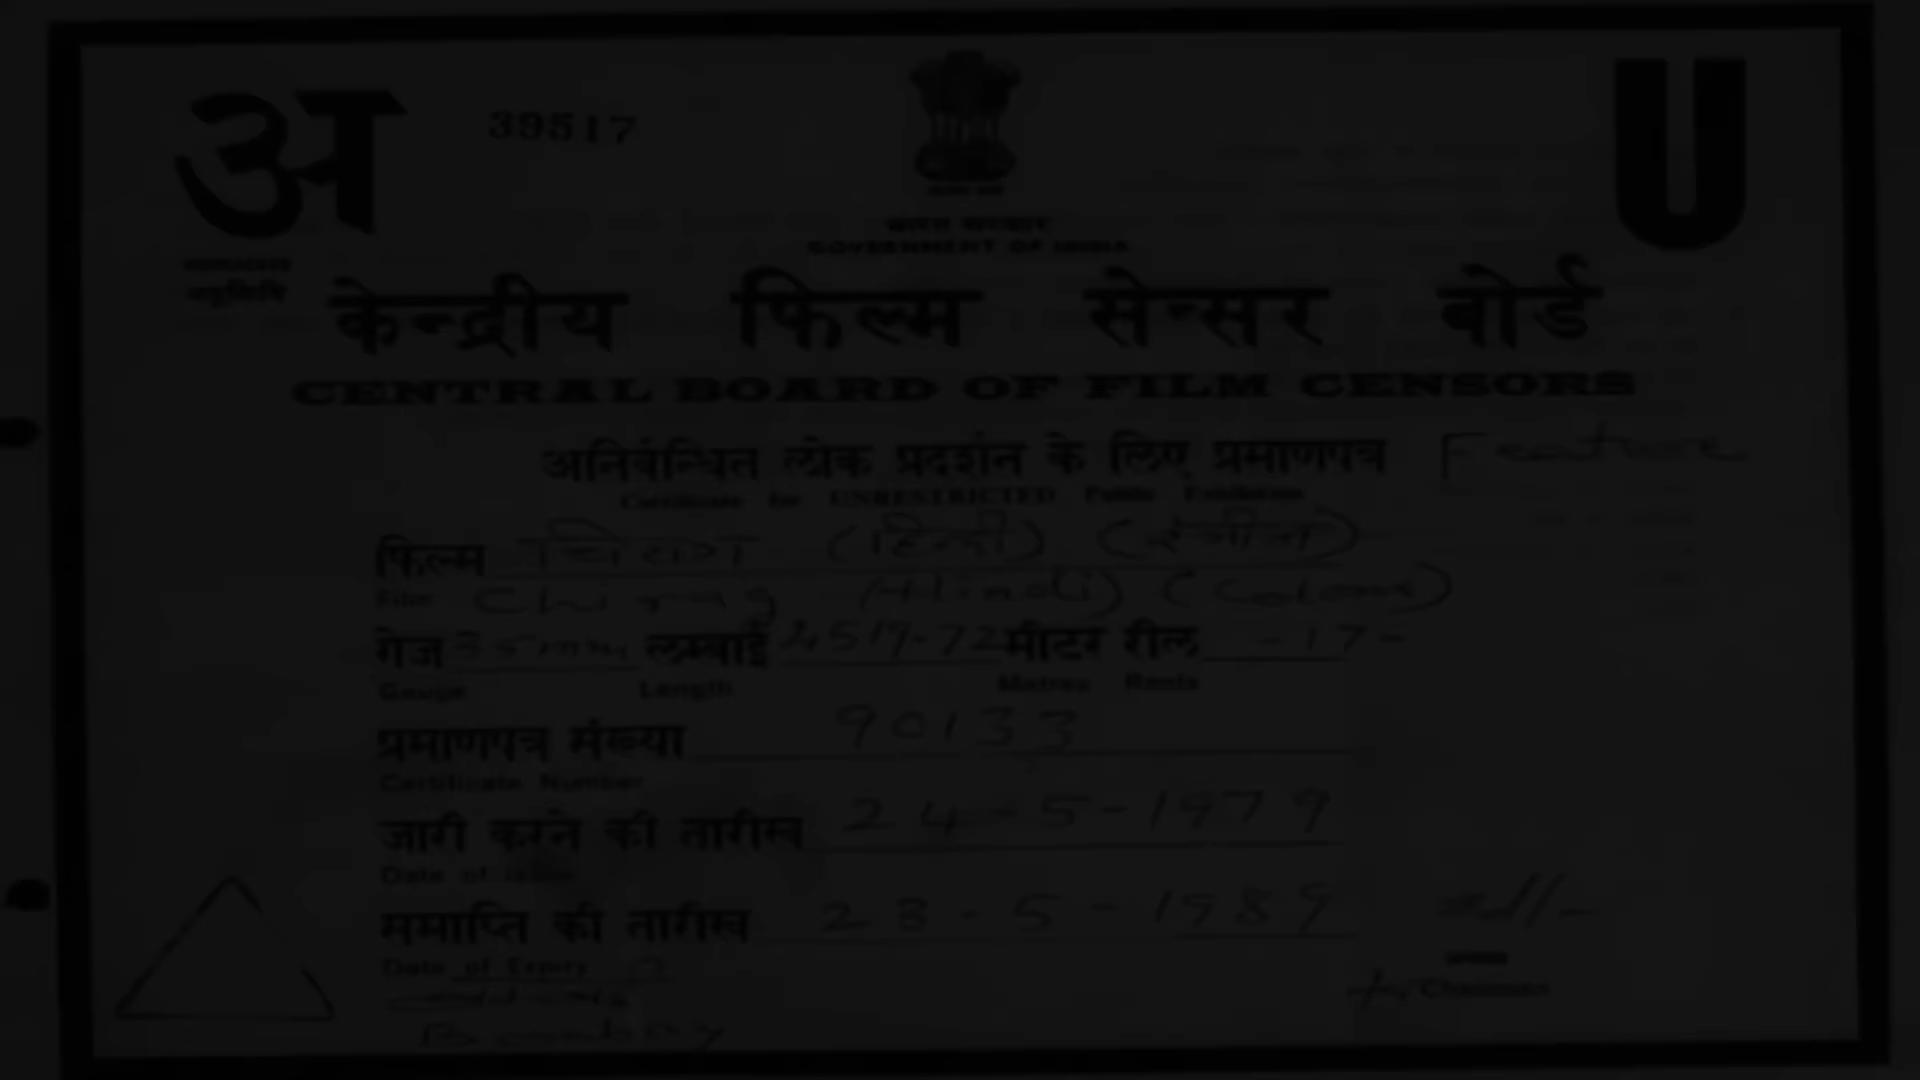 अ 39517 U
भारत सरकार
GOVERNMENT OF INDIA
केन्द्रीय फिल्म सेन्सर बोर्ड
CENTRAL BOARD OF FILM CENSORS
अनिर्बन्धित लोक प्रदर्शन के लिए प्रमाणपत्र Feature
Certificate for UNRESTRICTED Public Exhibition
फिल्म चिराग (हिन्दी) (रंगीन)
Film Chirag (Hindi) (Colour)
गेज 35mm लम्बाई 4517.72 मीटर रील -17-
Gauge Length Metres Reels
प्रमाणपत्र संख्या 90133
Certificate Number
जारी करने की तारीख 24-5-1979
Date of issue
समाप्ति की तारीख 23-5-1989
Date of Expiry
अध्यक्ष
Chairman
Bombay